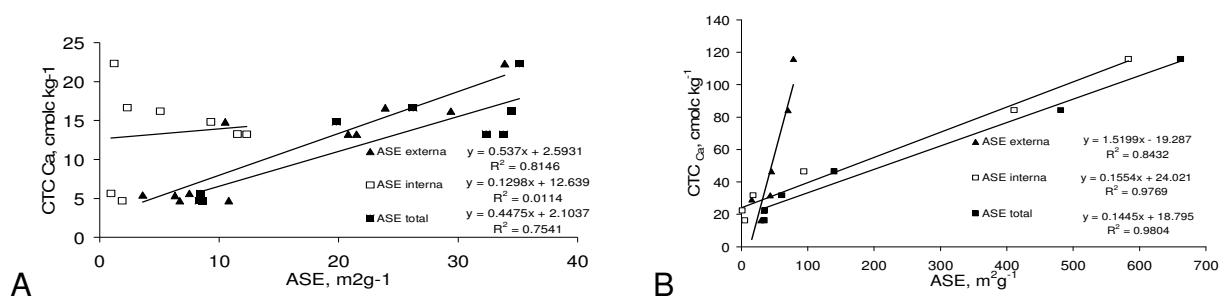 25
20
15
10
5
0
CTC Ca, cmolc kg-1
0 10 20 30 40
ASE, m2g-1
ASE externa y = 0.537x + 2.5931
R² = 0.8146
ASE interna y = 0.1298x + 12.639
R² = 0.0114
ASE total y = 0.4475x + 2.1037
R² = 0.7541
A
140
120
100
80
60
40
20
0
CTC Ca, cmolc kg⁻¹
0 100 200 300 400 500 600 700
ASE, m²g⁻¹
ASE externa y = 1.5199x - 19.287
R² = 0.8432
ASE interna y = 0.1554x + 24.021
R² = 0.9769
ASE total y = 0.1445x + 18.795
R² = 0.9804
B